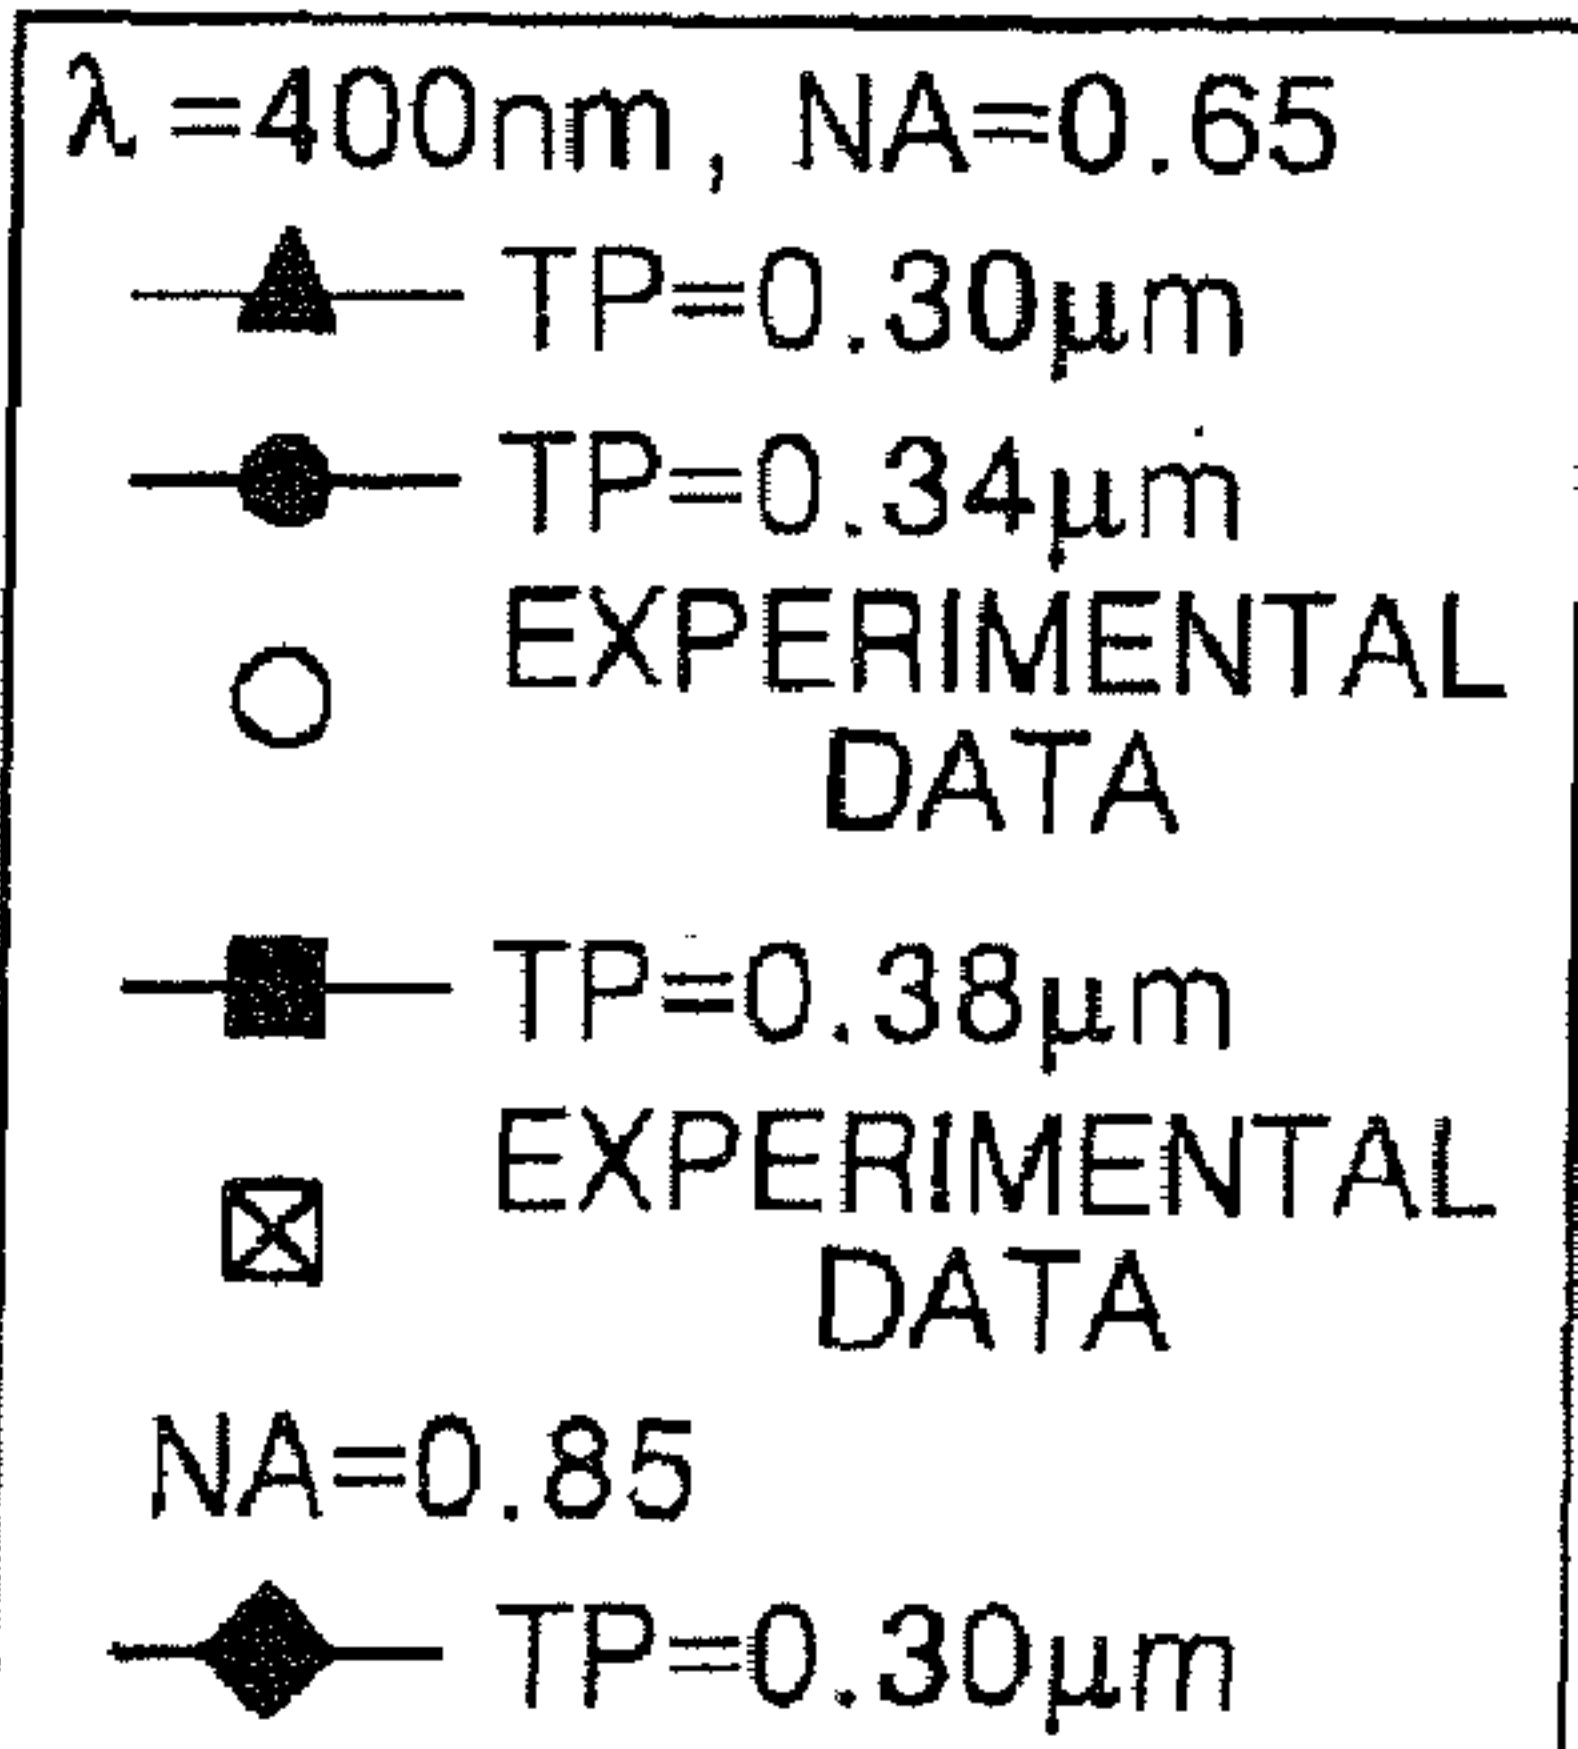 λ=400nm, NA=0.65
TP=0.30μm
TP=0.34μm
EXPERIMENTAL
DATA
TP=0.38μm
EXPERIMENTAL
DATA
NA=0.85
TP=0.30μm